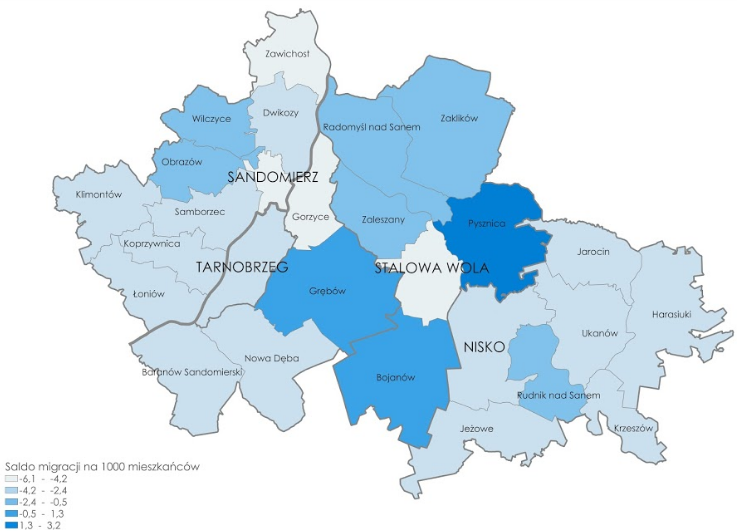 Zawichost
Dwikozy
Wilczyce
Radomyśl nad Sanem
Zaklików
Obrazów
SANDOMIERZ
Klimontów
Samborzec
Gorzyce
Zaleszany
Pysznica
Koprzywnica
Jarocin
TARNOBRZEG
STALOWA WOLA
Łoniów
Grębów
Harasiuki
Ukanów
NISKO
Nowa Dęba
Baranów Sandomierski
Bojanów
Rudnik nad Sanem
Jeżowe
Krzeszów
Saldo migracji na 1000 mieszkańców
-6,1 - -4,2
-4,2 - -2,4
-2,4 - -0,5
-0,5 - 1,3
1,3 - 3,2